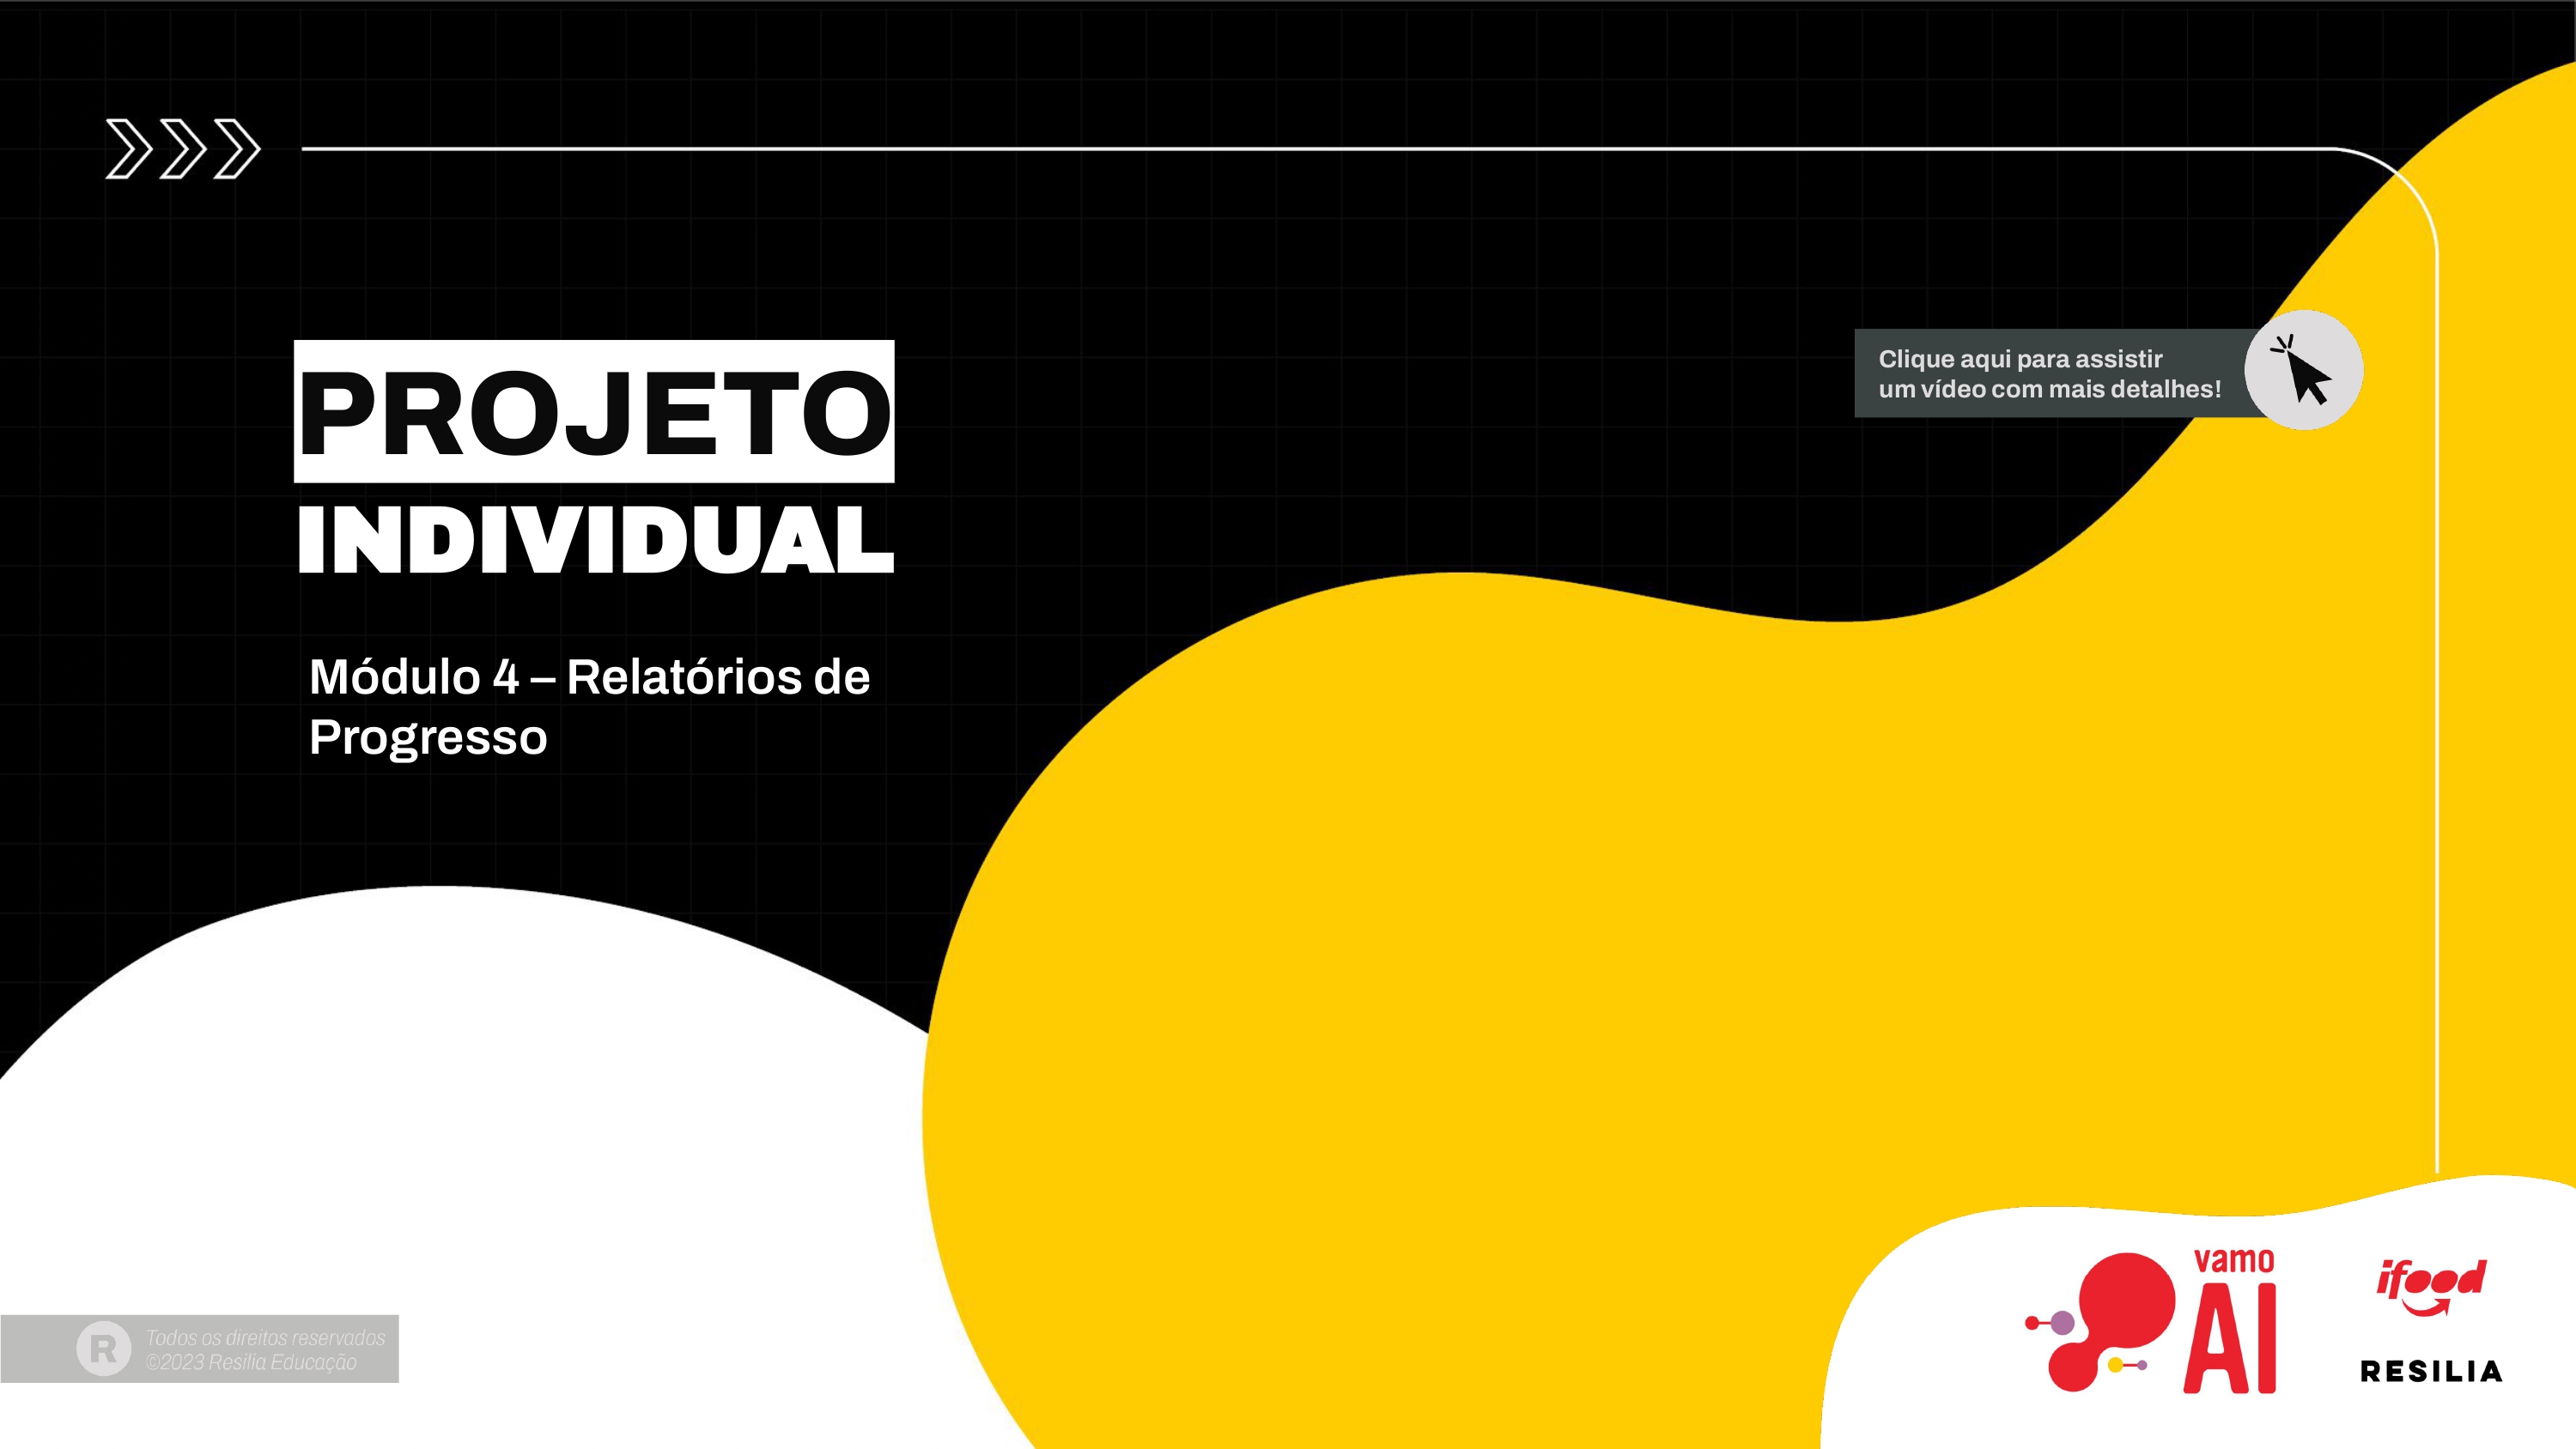 PROJETO
INDIVIDUAL
Módulo 4 – Relatórios de
Progresso
Clique aqui para assistir
um vídeo com mais detalhes!
R
Todos os direitos reservados
©2023 Resilia Educação
vamo
AI
ifood
RESILIA